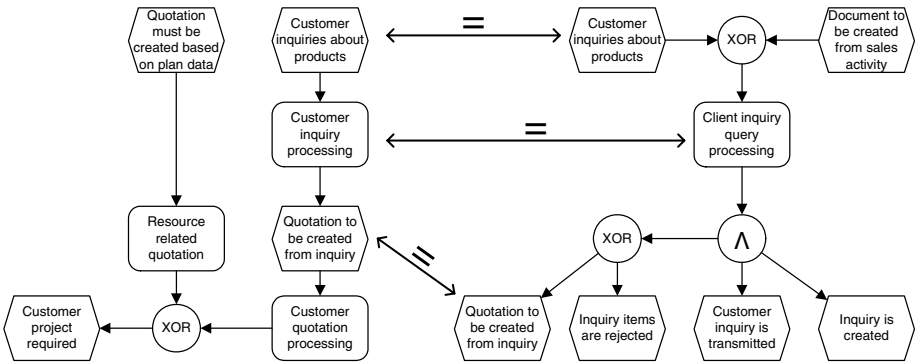 Quotation
must be
created based
on plan data
Customer
inquiries about
products
=
Customer
inquiries about
products
XOR
Document to
be created
from sales
activity
Customer
inquiry
processing
=
Client inquiry
query
processing
Resource
related
quotation
Quotation to
be created
from inquiry
=
XOR
Λ
Customer
project
required
XOR
Customer
quotation
processing
Quotation to
be created
from inquiry
Inquiry items
are rejected
Customer
inquiry is
transmitted
Inquiry is
created